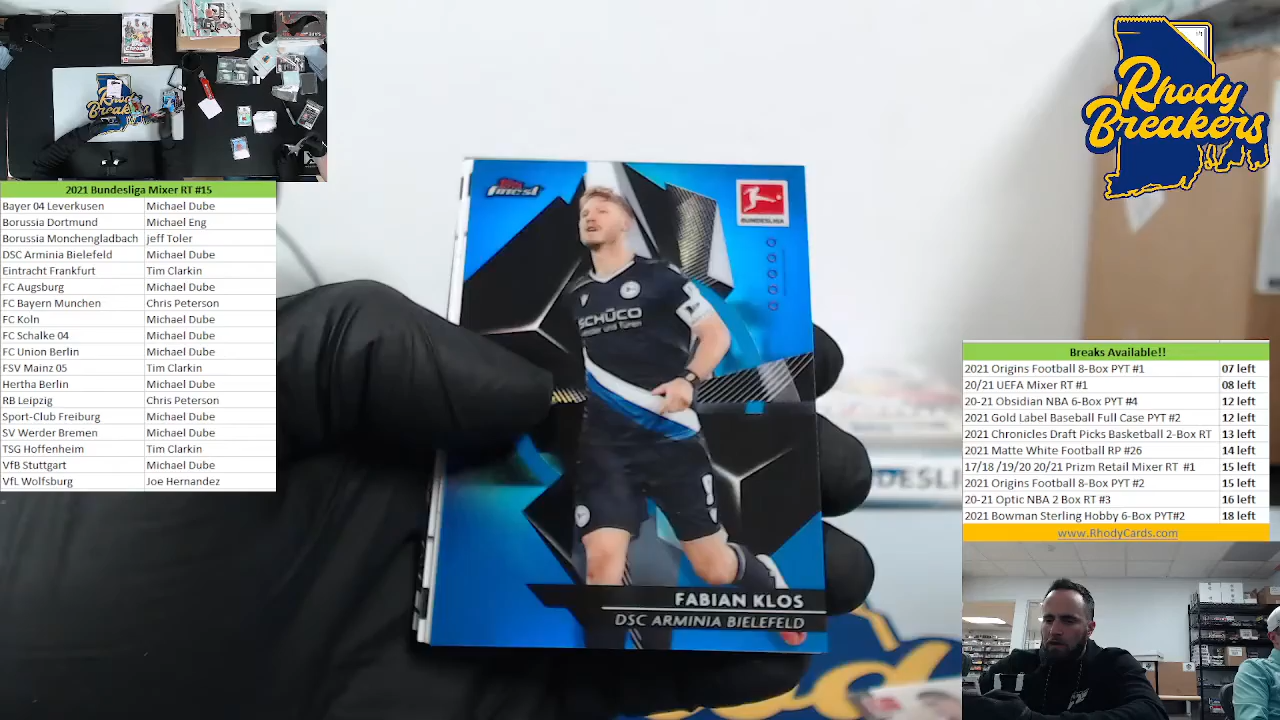 Rhody
Breakers
2021 Bundesliga Mixer RT #15
Bayer 04 Leverkusen Michael Dube
Borussia Dortmund Michael Eng
Borussia Monchengladbach jeff Toler
DSC Arminia Bielefeld Michael Dube
Eintracht Frankfurt Tim Clarkin
FC Augsburg Michael Dube
FC Bayern Munchen Chris Peterson
FC Koln Michael Dube
FC Schalke 04 Michael Dube
FC Union Berlin Michael Dube
FSV Mainz 05 Tim Clarkin
Hertha Berlin Michael Dube
RB Leipzig Chris Peterson
Sport-Club Freiburg Michael Dube
SV Werder Bremen Michael Dube
TSG Hoffenheim Tim Clarkin
VfB Stuttgart Michael Dube
VfL Wolfsburg Joe Hernandez
finest
BUNDESLIGA
SCHÜCO
FABIAN KLOS
DSC ARMINIA BIELEFELD
Rhody
Breakers
Breaks Available!!
2021 Origins Football 8-Box PYT #1 07 left
20/21 UEFA Mixer RT #1 08 left
20-21 Obsidian NBA 6-Box PYT #4 12 left
2021 Gold Label Baseball Full Case PYT #2 12 left
2021 Chronicles Draft Picks Basketball 2-Box RT 13 left
2021 Matte White Football RP #26 14 left
17/18 /19/20 20/21 Prizm Retail Mixer RT #1 15 left
2021 Origins Football 8-Box PYT #2 15 left
20-21 Optic NBA 2 Box RT #3 16 left
2021 Bowman Sterling Hobby 6-Box PYT#2 18 left
www.RhodyCards.com